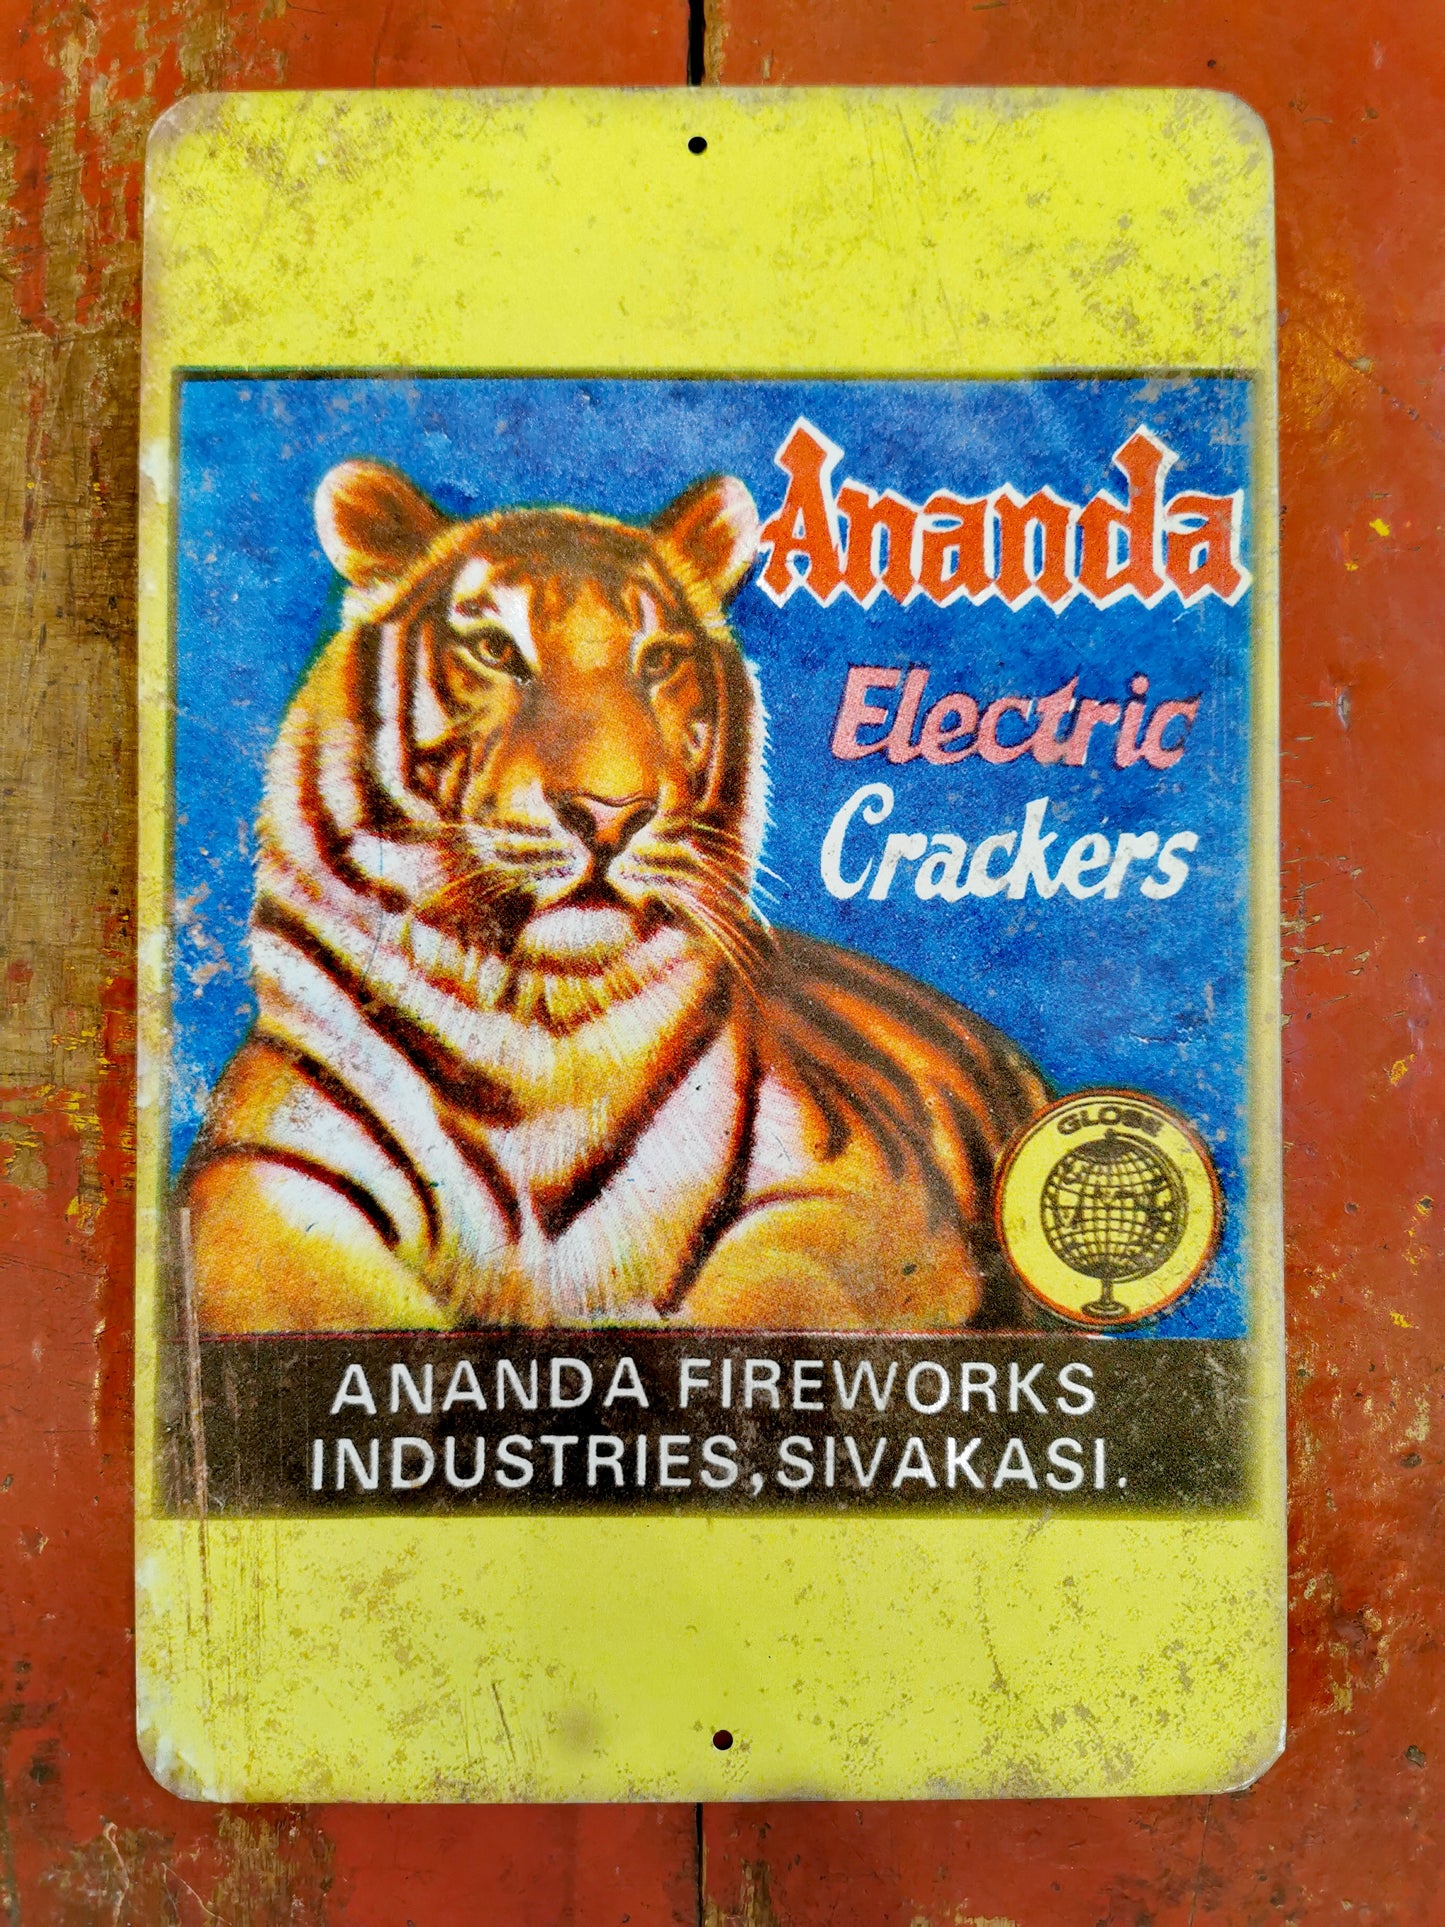 Ananda
Electric
Crackers
GLOBE
ANANDA FIREWORKS
INDUSTRIES, SIVAKASI.